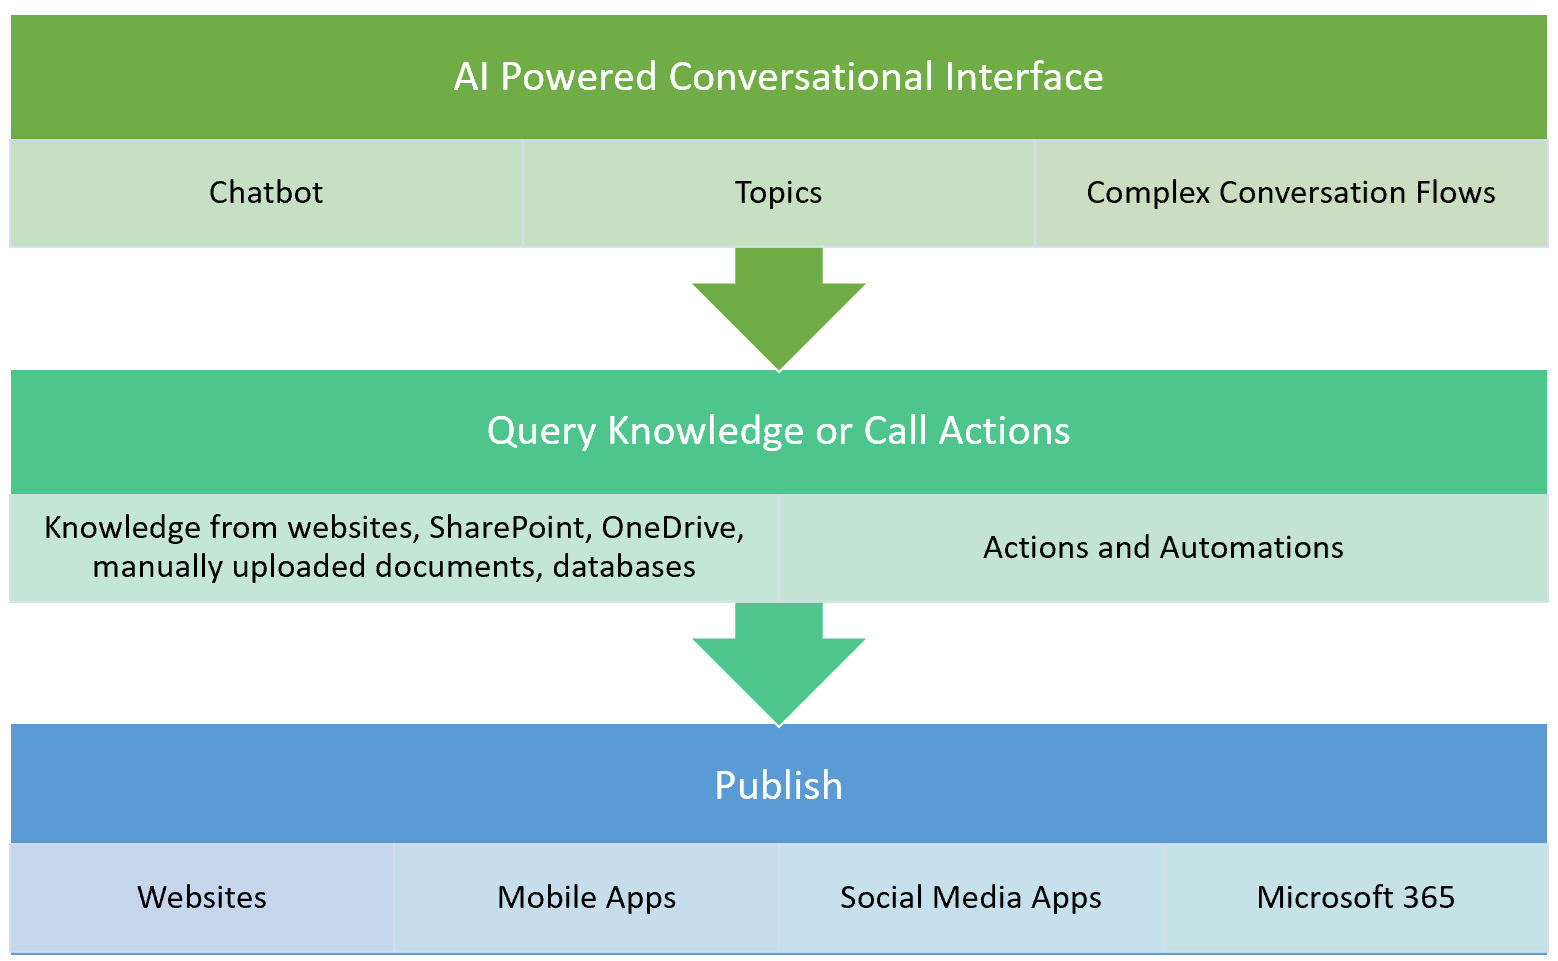 AI Powered Conversational Interface
Chatbot
Topics
Complex Conversation Flows
Query Knowledge or Call Actions
Knowledge from websites, SharePoint, OneDrive,
manually uploaded documents, databases
Actions and Automations
Publish
Websites
Mobile Apps
Social Media Apps
Microsoft 365